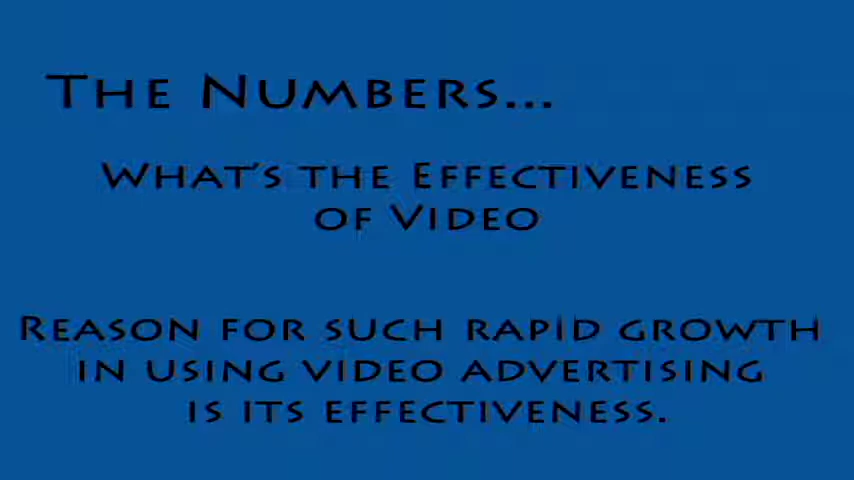 The Numbers...
What's the Effectiveness
of Video
Reason for such rapid growth
in using video advertising
is its effectiveness.